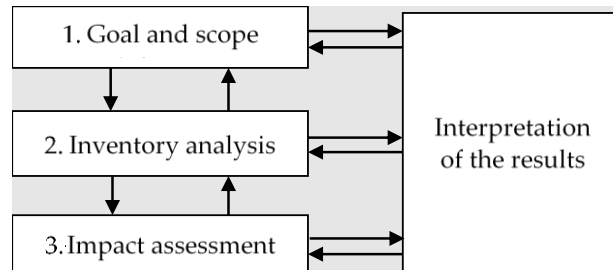 1. Goal and scope
2. Inventory analysis
3. Impact assessment
Interpretation
of the results